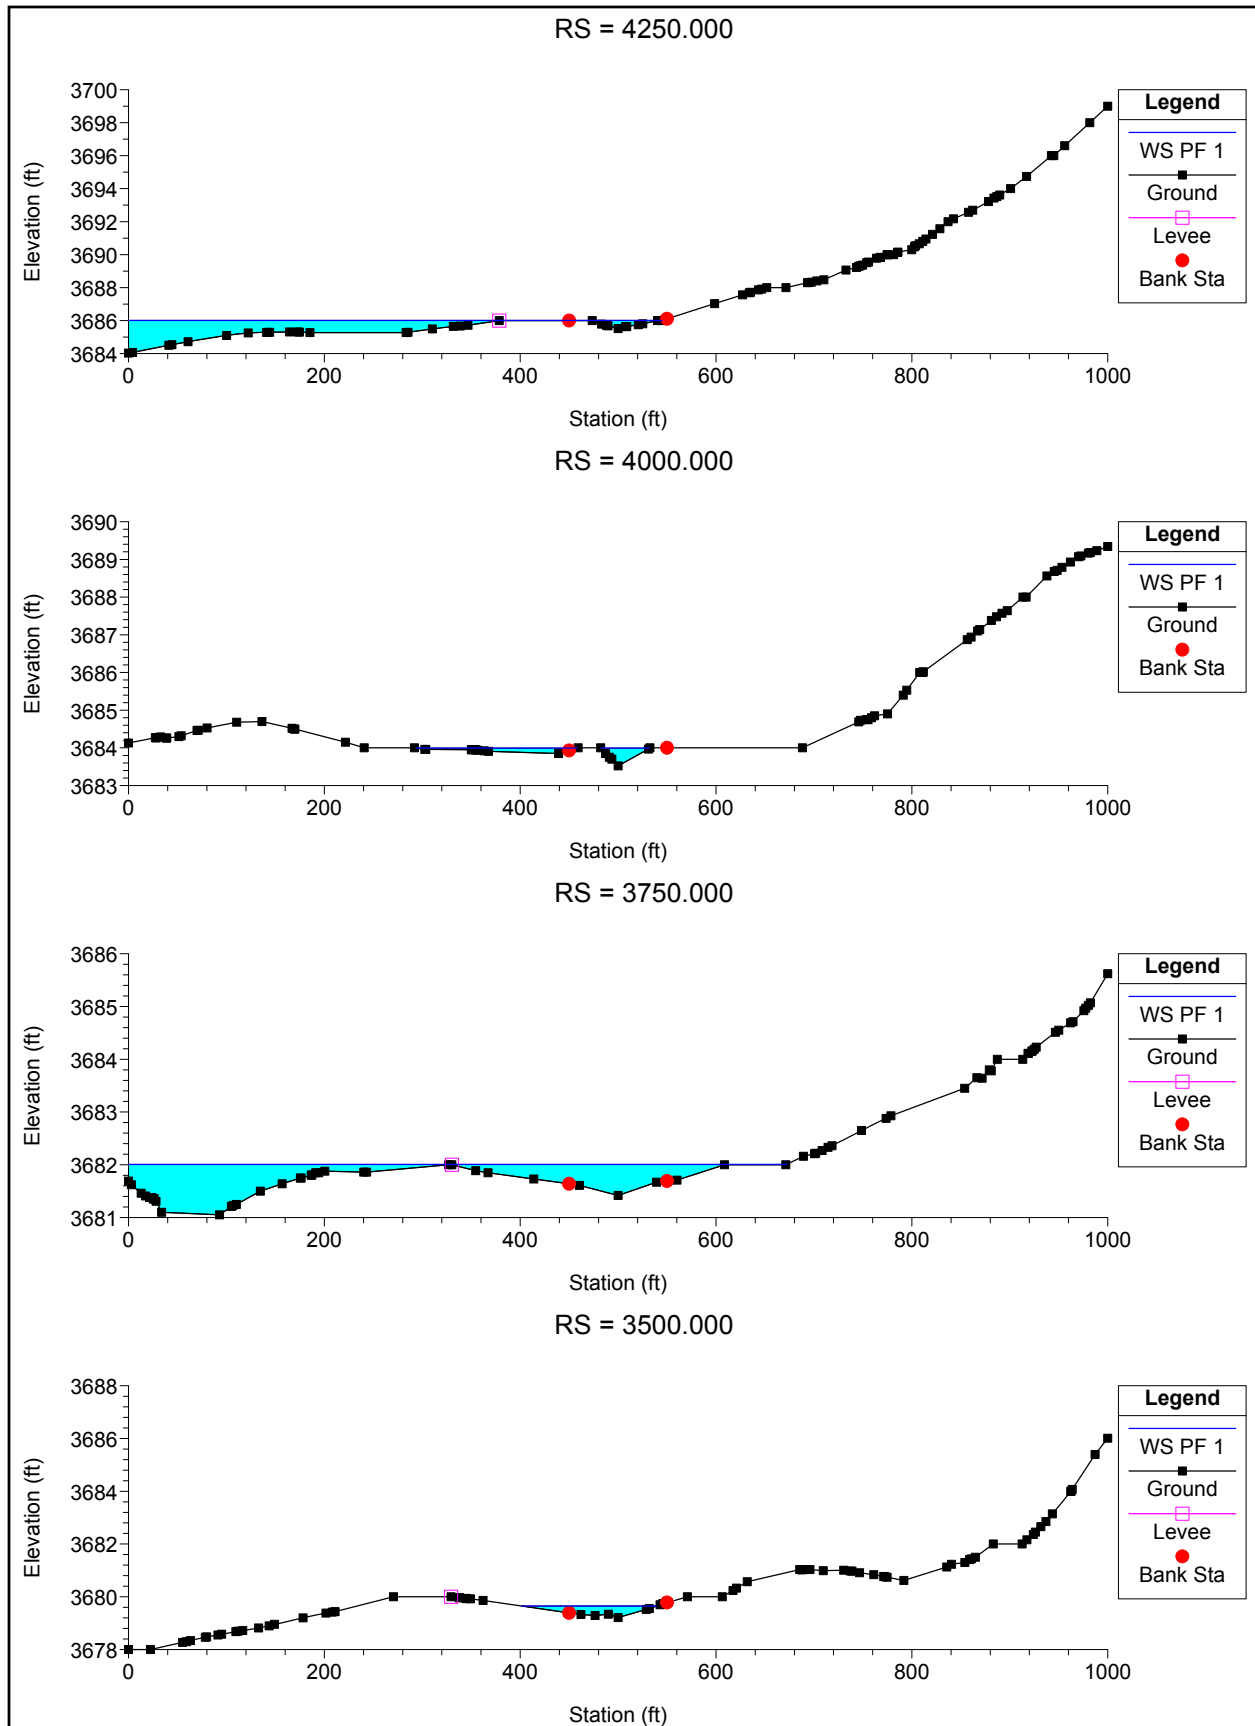 RS = 4250.000
3700
3698
3696
3694
3692
3690
3688
3686
3684
Elevation (ft)
0 200 400 600 800 1000
Station (ft)
Legend
WS PF 1
Ground
Levee
Bank Sta
RS = 4000.000
3690
3689
3688
3687
3686
3685
3684
3683
Elevation (ft)
0 200 400 600 800 1000
Station (ft)
Legend
WS PF 1
Ground
Bank Sta
RS = 3750.000
3686
3685
3684
3683
3682
3681
Elevation (ft)
0 200 400 600 800 1000
Station (ft)
Legend
WS PF 1
Ground
Levee
Bank Sta
RS = 3500.000
3688
3686
3684
3682
3680
3678
Elevation (ft)
0 200 400 600 800 1000
Station (ft)
Legend
WS PF 1
Ground
Levee
Bank Sta